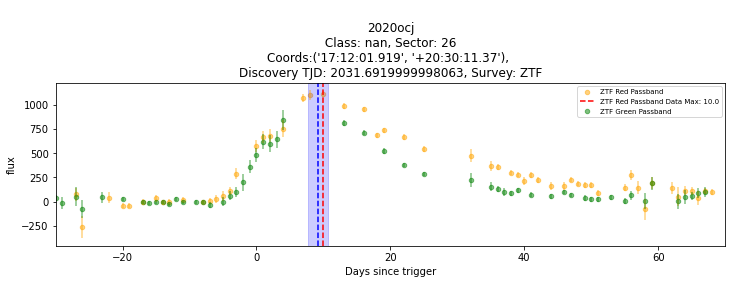 2020ocj
Class: nan, Sector: 26
Coords:('17:12:01.919', '+20:30:11.37'),
Discovery TJD: 2031.6919999998063, Survey: ZTF
ZTF Red Passband
ZTF Red Passband Data Max: 10.0
ZTF Green Passband
flux
1000
750
500
250
0
−250
−20
0
20
40
60
Days since trigger